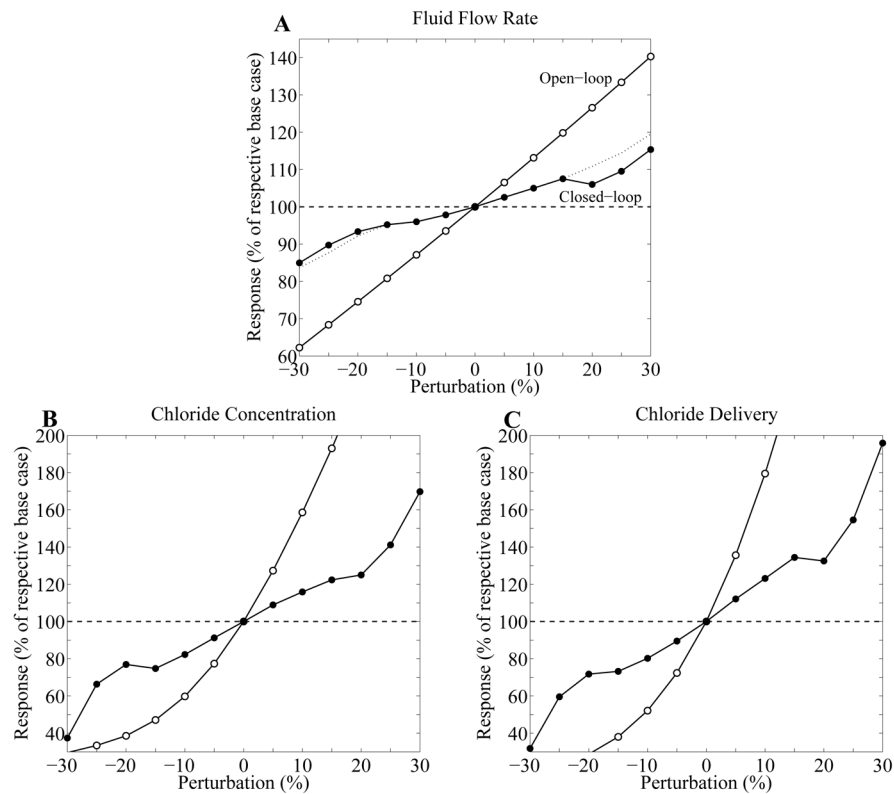 A
Fluid Flow Rate
Response (% of respective base case)
140
130
120
110
100
90
80
70
60
Open−loop
Closed−loop
−30 −20 −10 0 10 20 30
Perturbation (%)
B
Chloride Concentration
Response (% of respective base case)
200
180
160
140
120
100
80
60
40
−30 −20 −10 0 10 20 30
Perturbation (%)
C
Chloride Delivery
Response (% of respective base case)
200
180
160
140
120
100
80
60
40
−30 −20 −10 0 10 20 30
Perturbation (%)